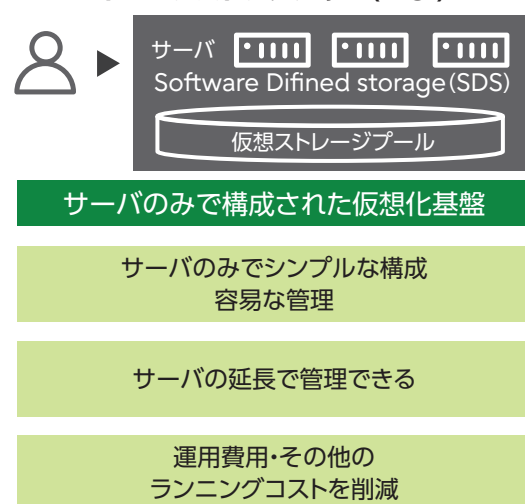 サーバ
Software Difined storage(SDS)
仮想ストレージプール
サーバのみで構成された仮想化基盤
サーバのみでシンプルな構成
容易な管理
サーバの延長で管理できる
運用費用・その他の
ランニングコストを削減